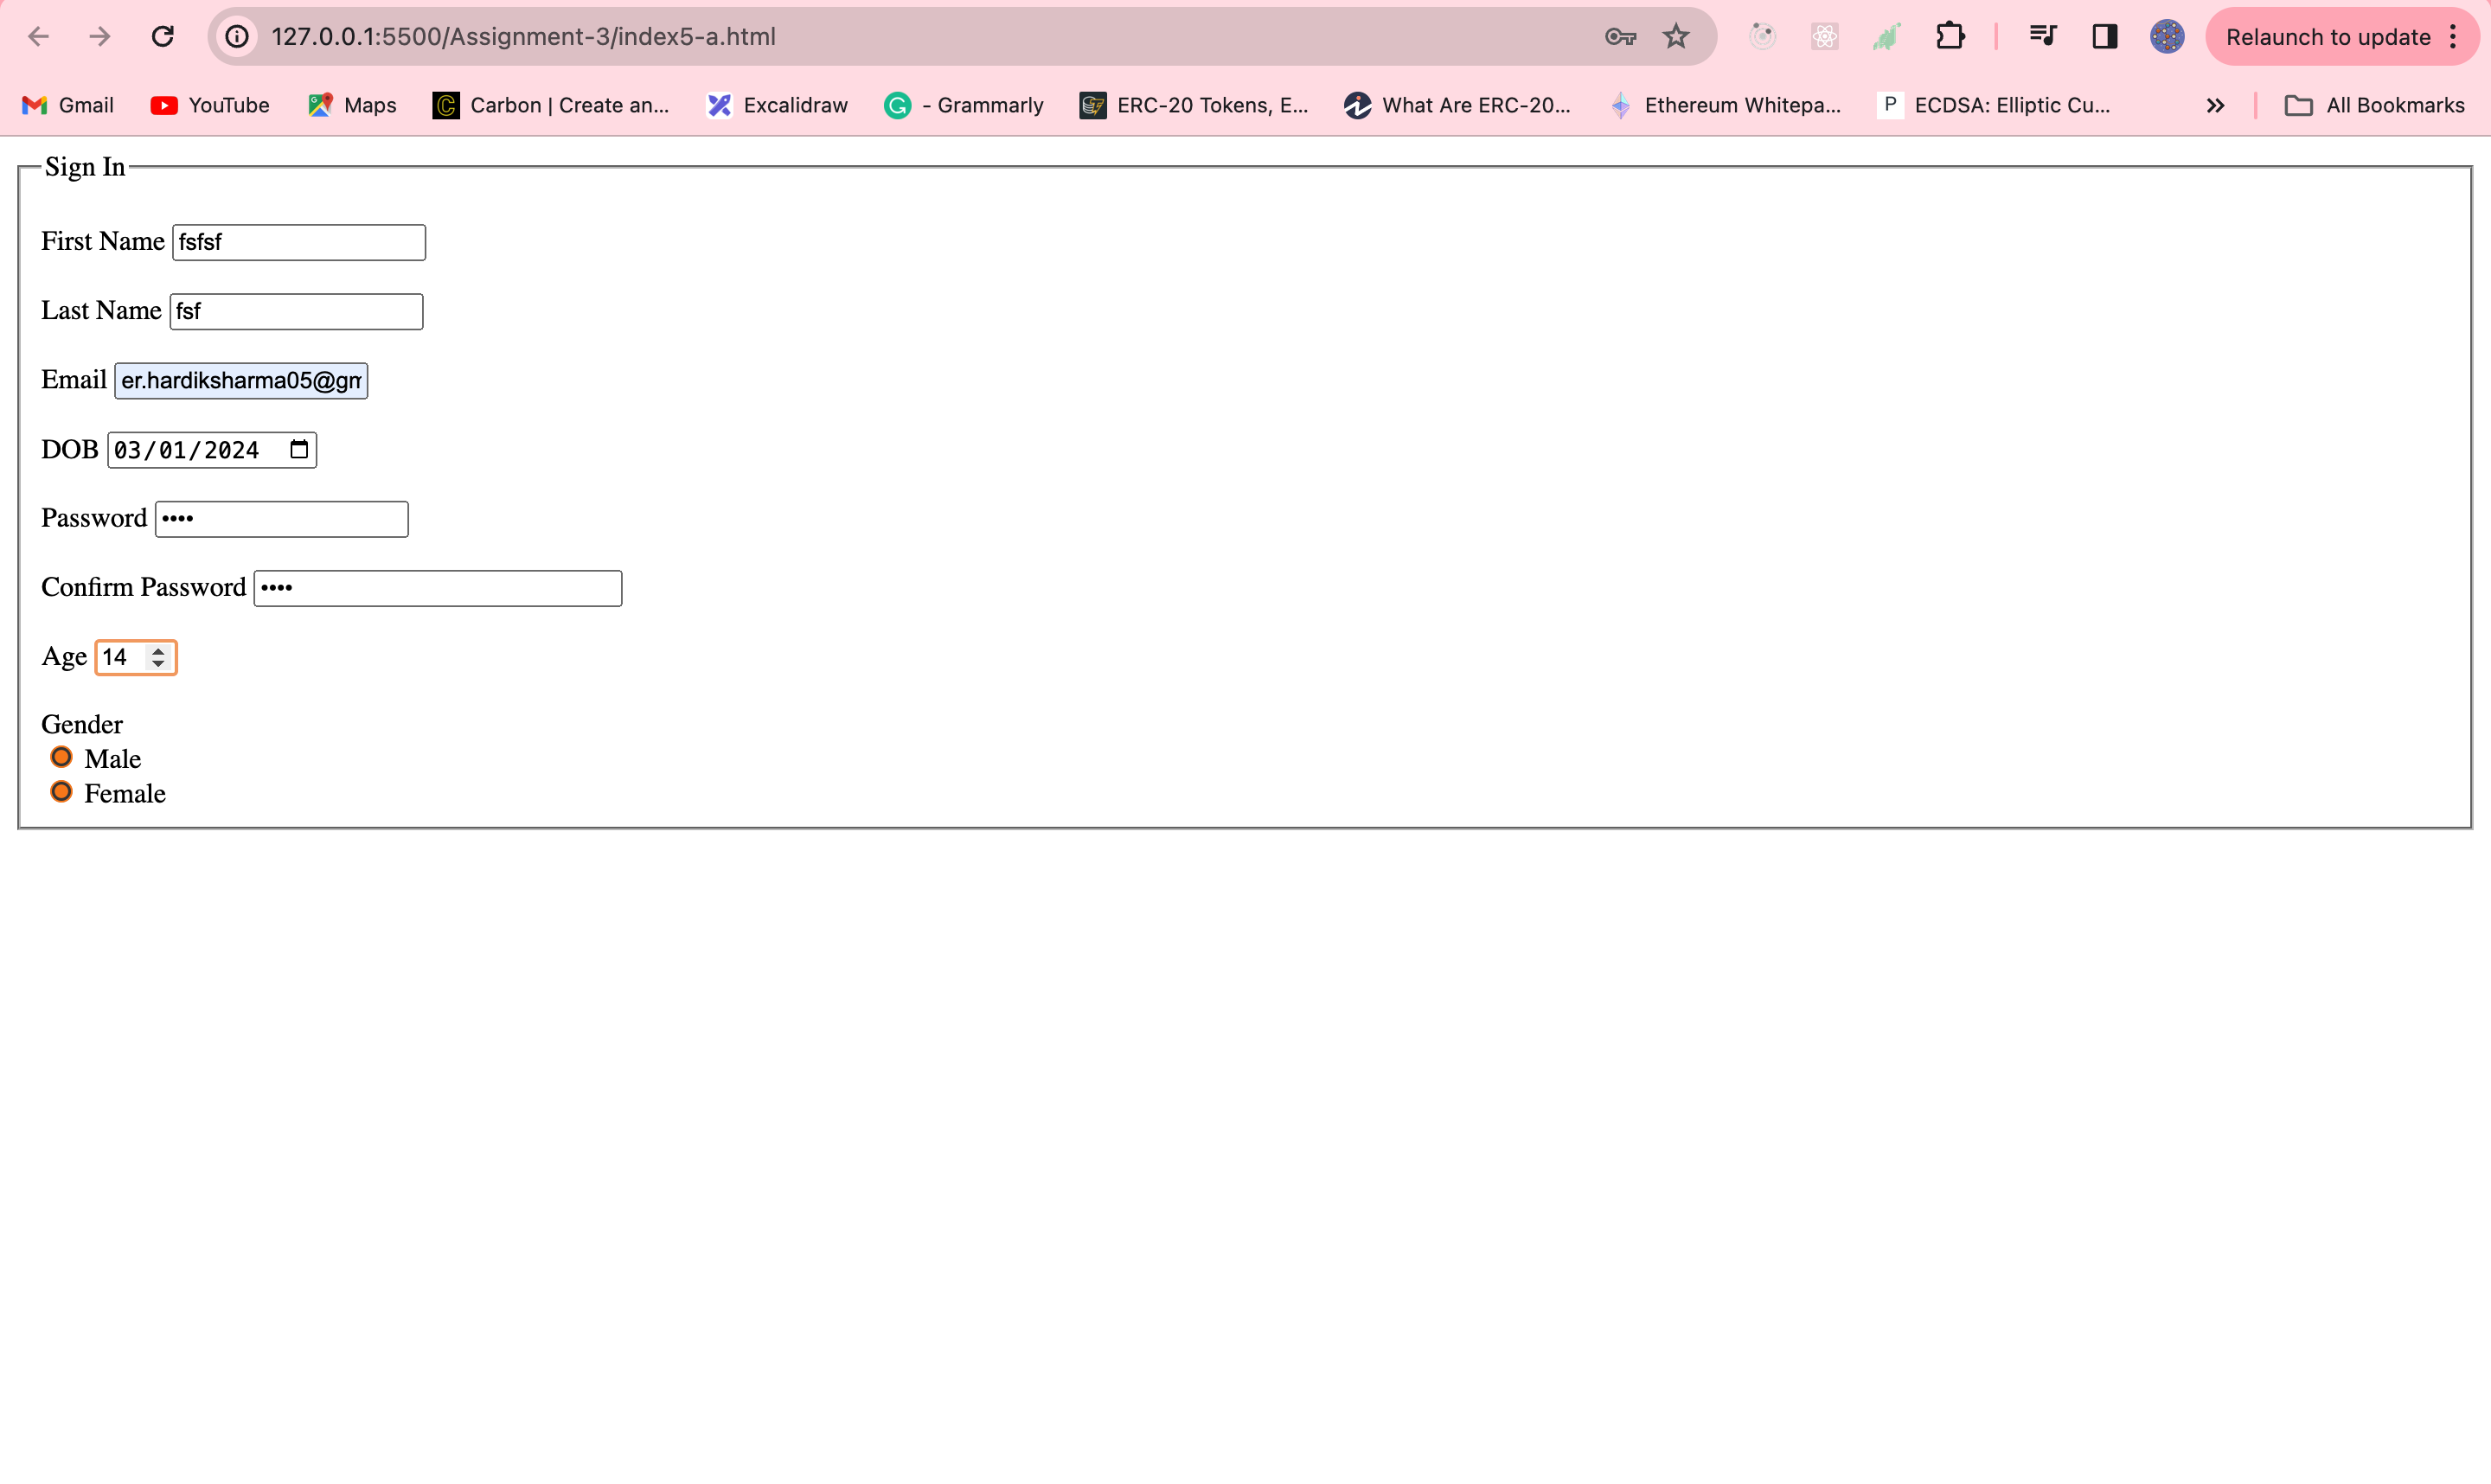 127.0.0.1:5500/Assignment-3/index5-a.html Relaunch to update
Gmail YouTube Maps Carbon | Create an... Excalidraw - Grammarly ERC-20 Tokens, E... What Are ERC-20... Ethereum Whitepa... P ECDSA: Elliptic Cu... All Bookmarks
Sign In
First Name fsfsf
Last Name fsf
Email er.hardiksharma05@gm
DOB 03/01/2024
Password ••••
Confirm Password ••••
Age 14
Gender
Male
Female